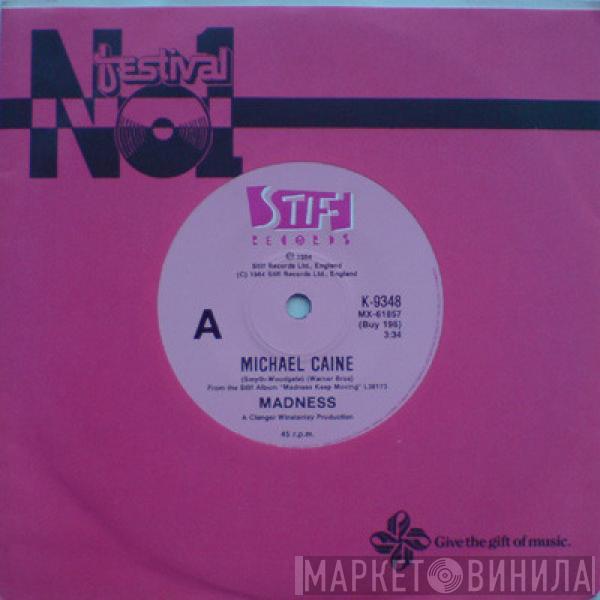 festival
No1
STIFF
RECORDS
℗ 1984
Stiff Records Ltd., England
(C) 1984 Stiff Records Ltd., England
A
K-9348
MX-61857
(Buy 196)
3:34
MICHAEL CAINE
(Smyth-Woodgate) (Warner Bros)
From the Stiff Album "Madness Keep Moving" L38173
MADNESS
A Clanger Winstanley Production
45 r.p.m.
Give the gift of music.
МАРКЕТ ВИНИЛА